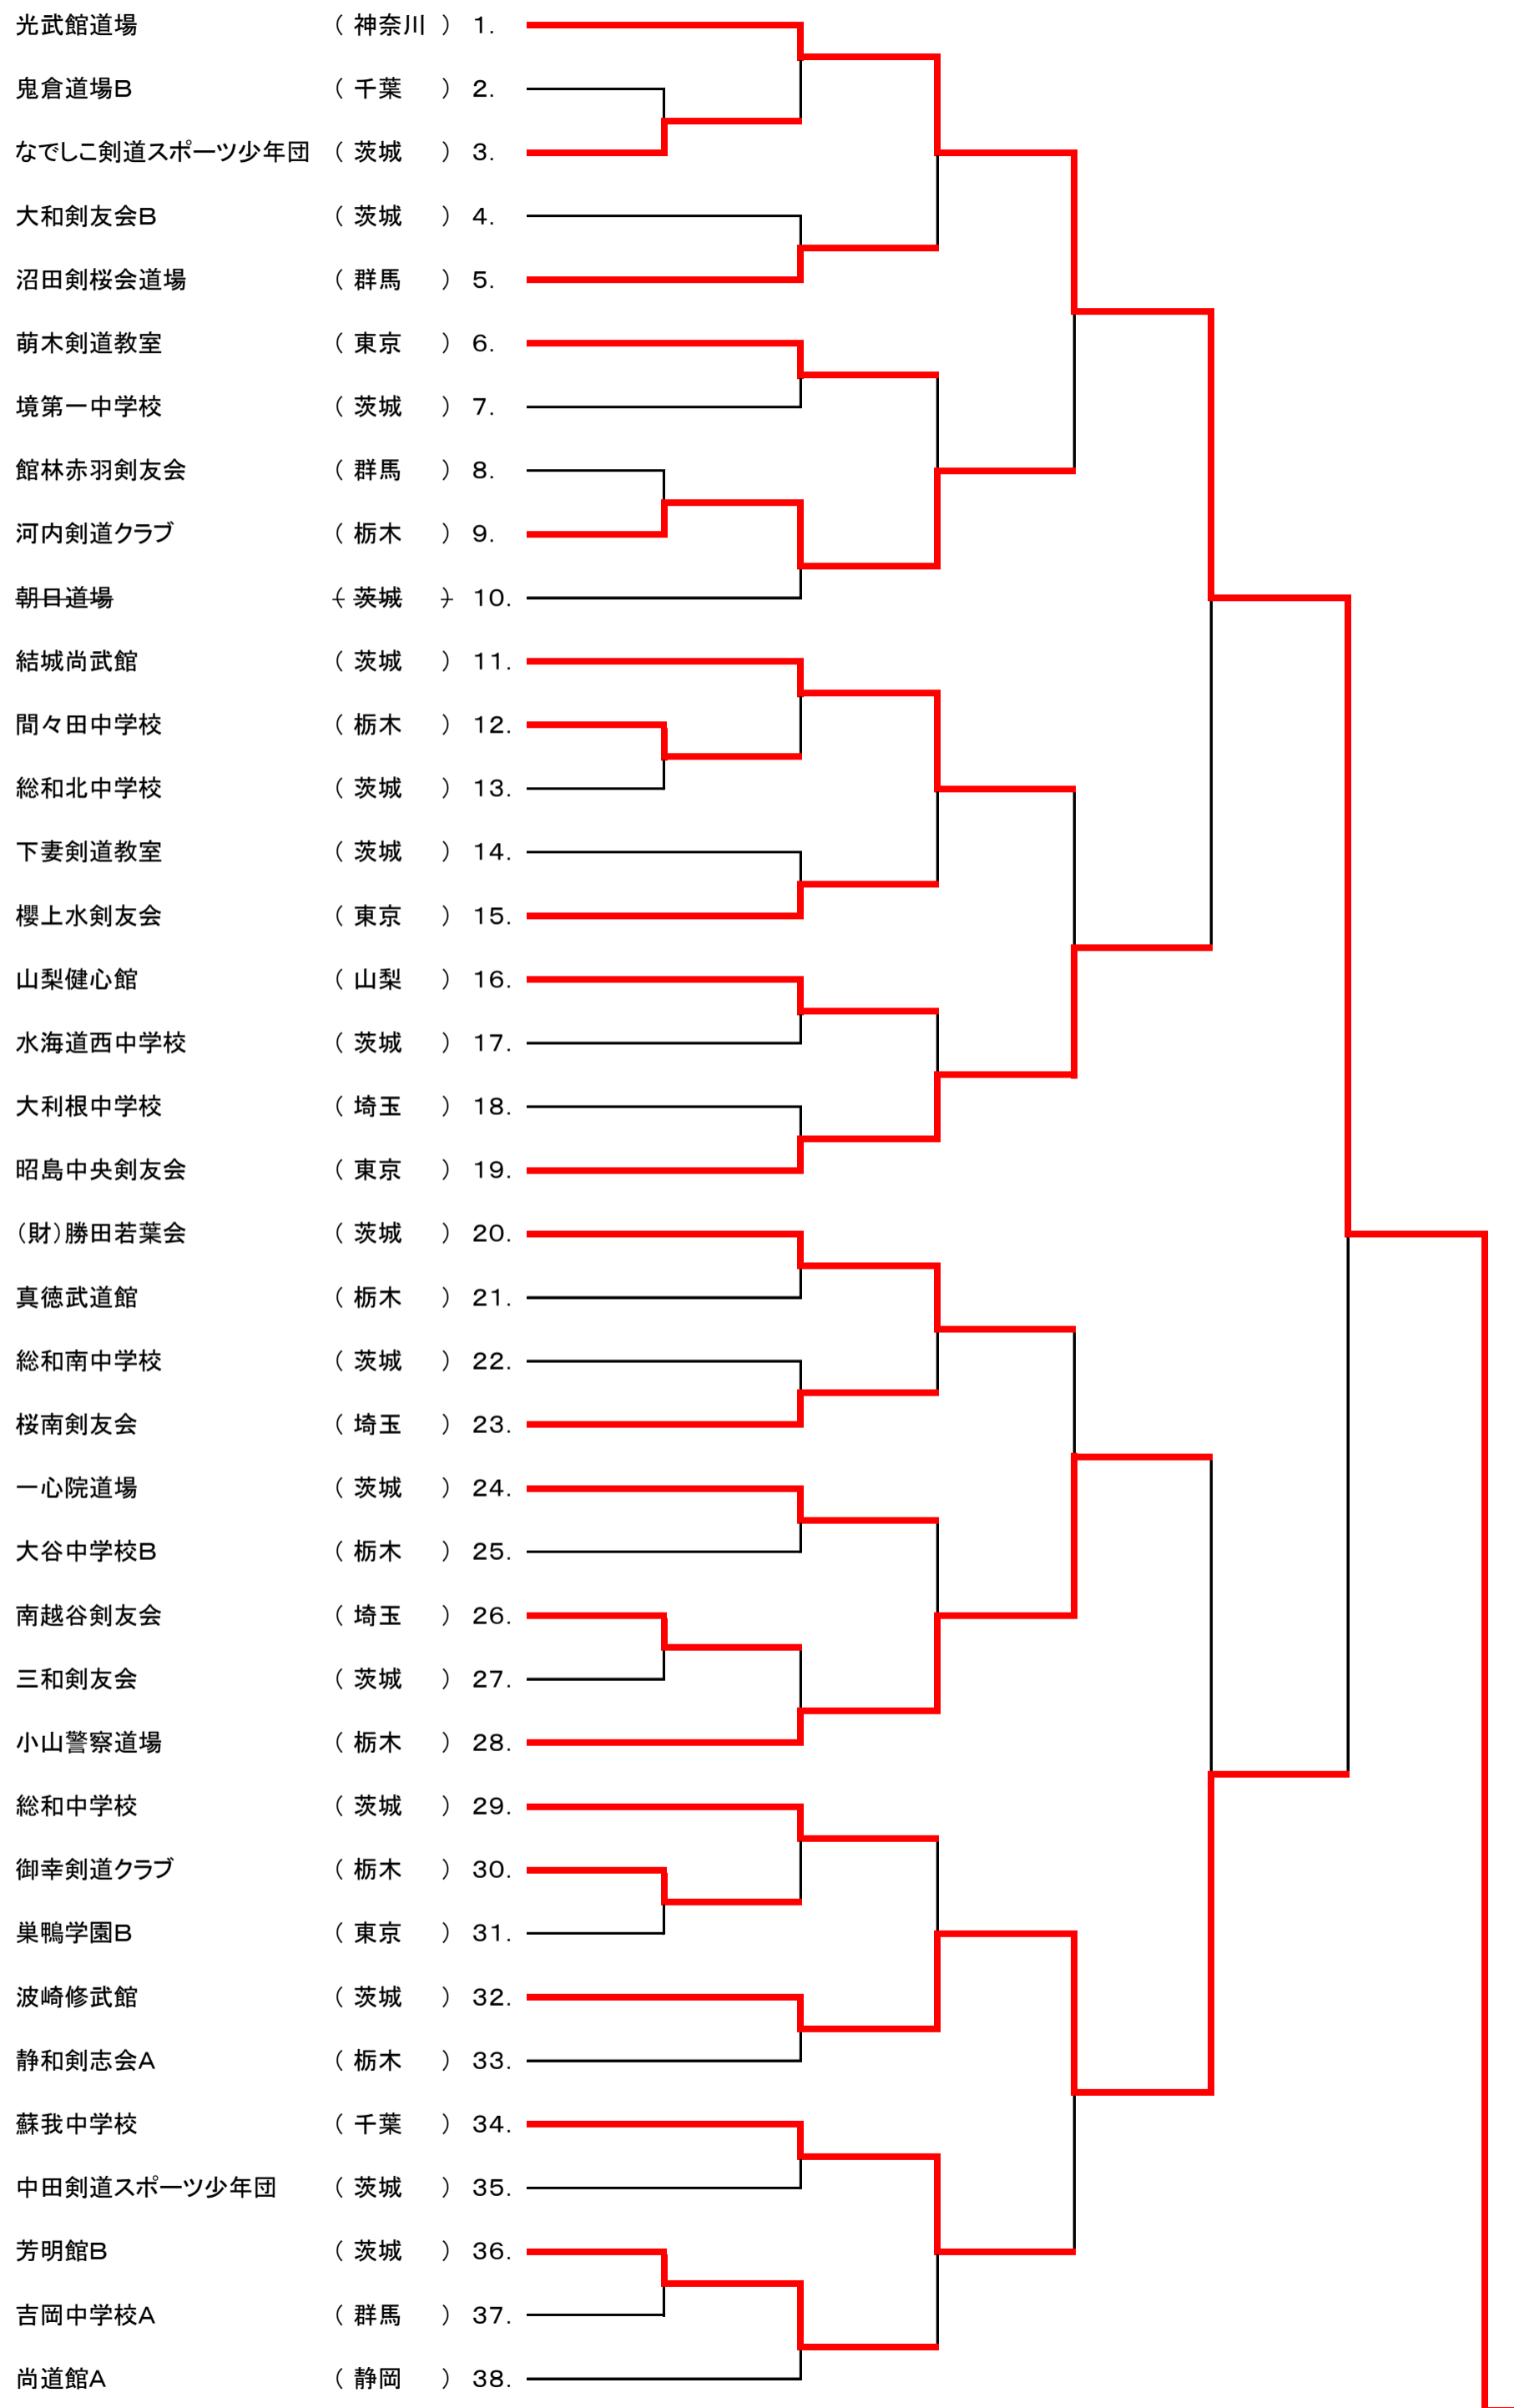 光武館道場 ( 神奈川 ) 1.
鬼倉道場B ( 千葉 ) 2.
なでしこ剣道スポーツ少年団 ( 茨城 ) 3.
大和剣友会B ( 茨城 ) 4.
沼田剣桜会道場 ( 群馬 ) 5.
萌木剣道教室 ( 東京 ) 6.
境第一中学校 ( 茨城 ) 7.
館林赤羽剣友会 ( 群馬 ) 8.
河内剣道クラブ ( 栃木 ) 9.
朝日道場 ( 茨城 ) 10.
結城尚武館 ( 茨城 ) 11.
間々田中学校 ( 栃木 ) 12.
総和北中学校 ( 茨城 ) 13.
下妻剣道教室 ( 茨城 ) 14.
櫻上水剣友会 ( 東京 ) 15.
山梨健心館 ( 山梨 ) 16.
水海道西中学校 ( 茨城 ) 17.
大利根中学校 ( 埼玉 ) 18.
昭島中央剣友会 ( 東京 ) 19.
(財)勝田若葉会 ( 茨城 ) 20.
真徳武道館 ( 栃木 ) 21.
総和南中学校 ( 茨城 ) 22.
桜南剣友会 ( 埼玉 ) 23.
一心院道場 ( 茨城 ) 24.
大谷中学校B ( 栃木 ) 25.
南越谷剣友会 ( 埼玉 ) 26.
三和剣友会 ( 茨城 ) 27.
小山警察道場 ( 栃木 ) 28.
総和中学校 ( 茨城 ) 29.
御幸剣道クラブ ( 栃木 ) 30.
巣鴨学園B ( 東京 ) 31.
波崎修武館 ( 茨城 ) 32.
静和剣志会A ( 栃木 ) 33.
蘇我中学校 ( 千葉 ) 34.
中田剣道スポーツ少年団 ( 茨城 ) 35.
芳明館B ( 茨城 ) 36.
吉岡中学校A ( 群馬 ) 37.
尚道館A ( 静岡 ) 38.